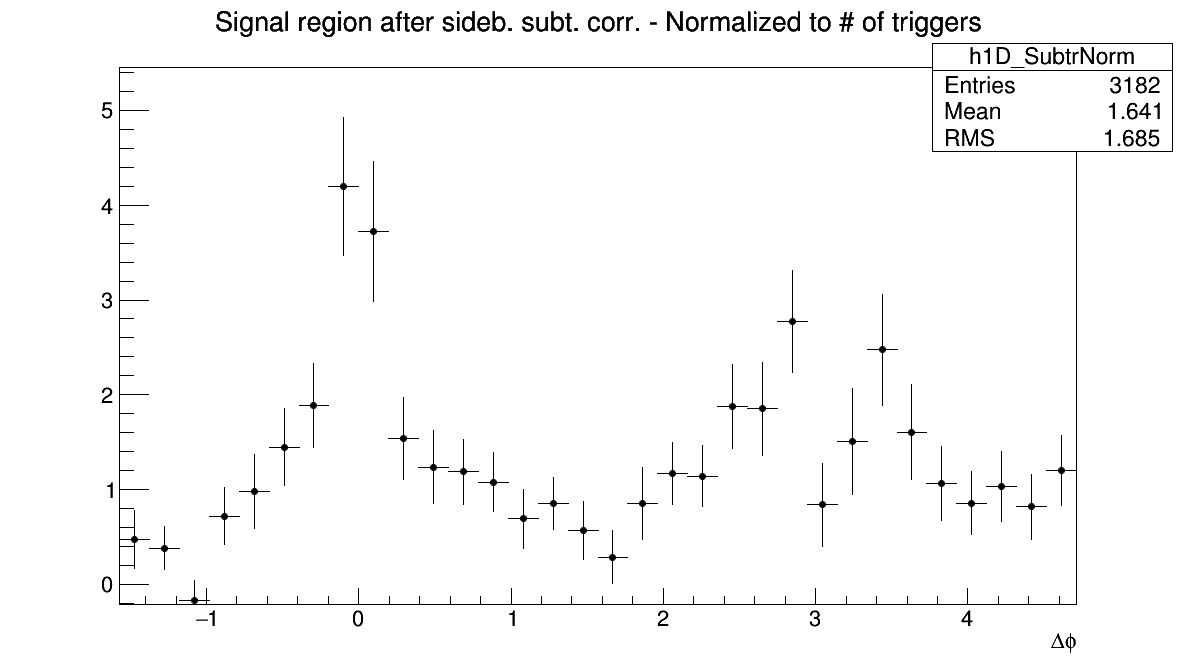 Signal region after sideb. subt. corr. - Normalized to # of triggers
h1D_SubtrNorm
Entries 3182
Mean 1.641
RMS 1.685
5
4
3
2
1
0
−1 0 1 2 3 4
Δϕ